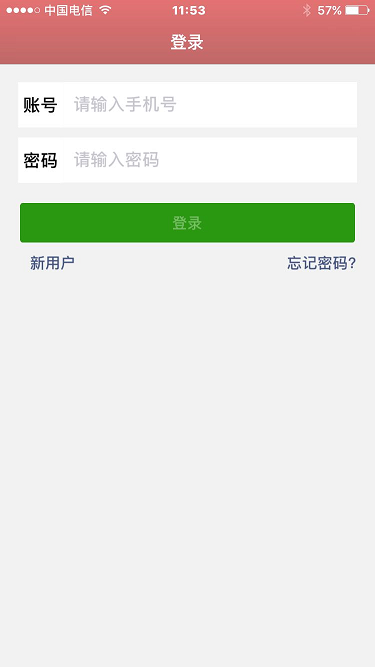 中国电信 11:53 57%
登录
账号 请输入手机号
密码 请输入密码
登录
新用户 忘记密码?